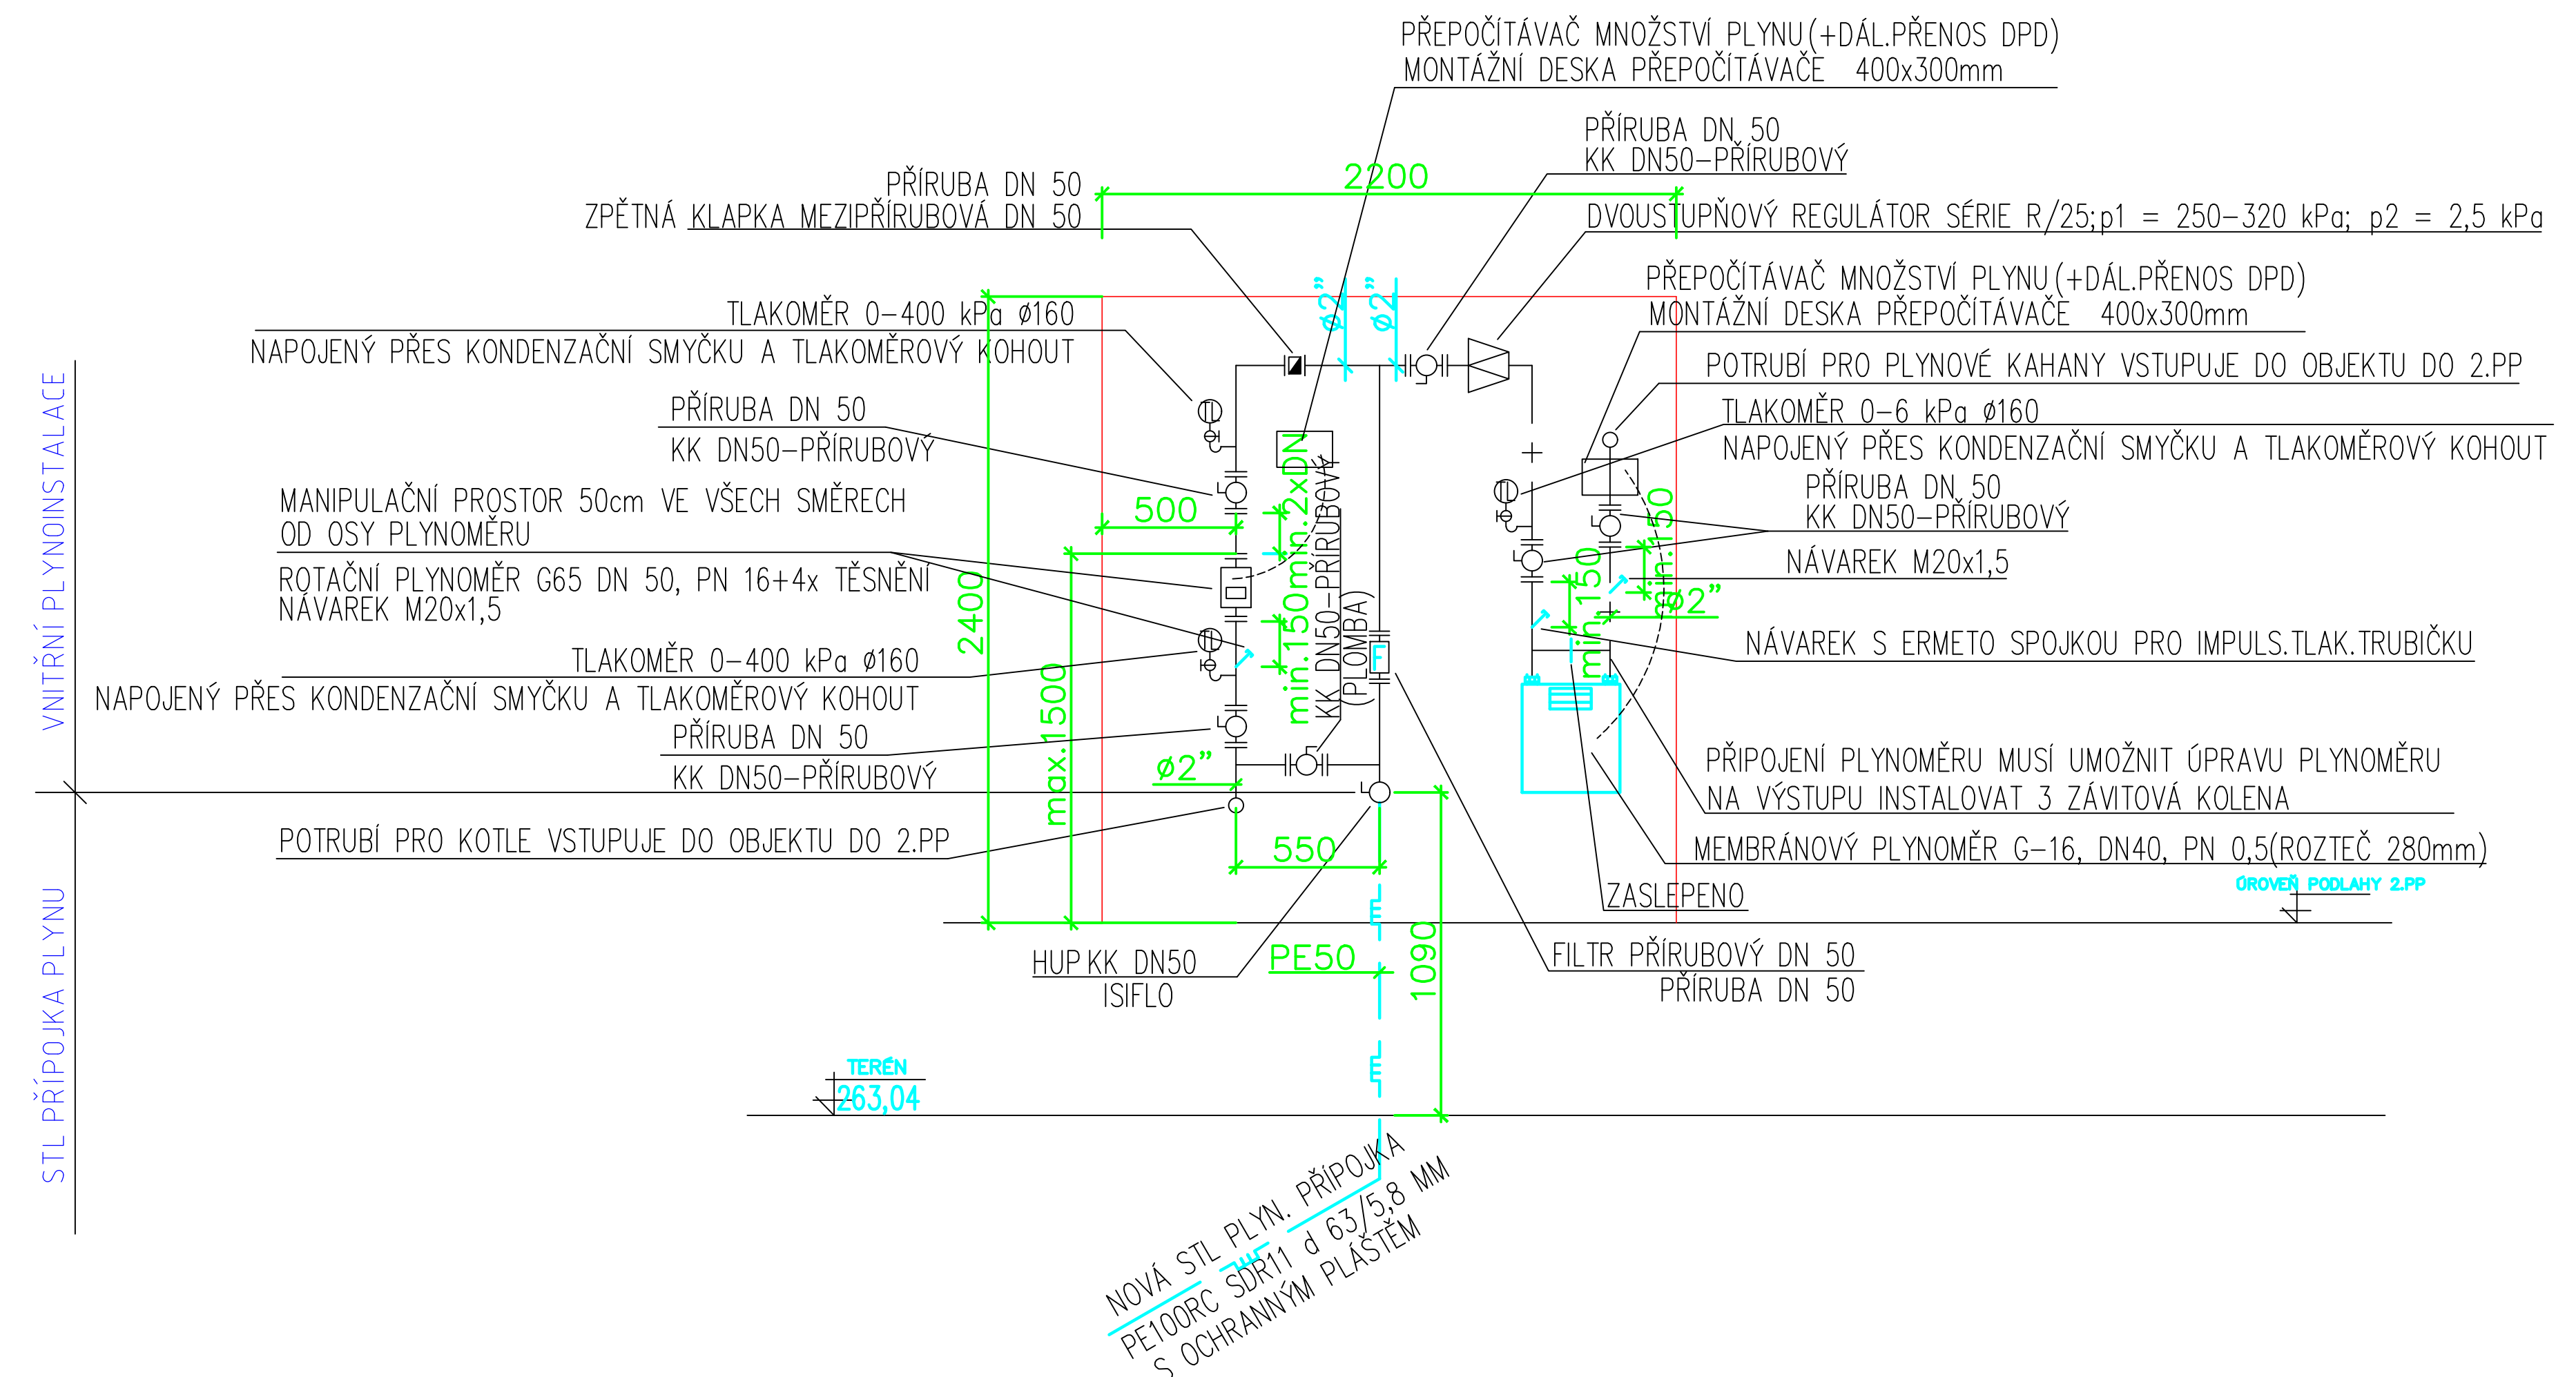 PŘEPOČÍTÁVAČ MNOŽSTVÍ PLYNU(+DÁL.PŘENOS DPD)
MONTÁŽNÍ DESKA PŘEPOČÍTÁVAČE 400x300mm
PŘÍRUBA DN 50
KK DN50-PŘÍRUBOVÝ
PŘÍRUBA DN 50
ZPĚTNÁ KLAPKA MEZIPŘÍRUBOVÁ DN 50
2200
DVOUSTUPŇOVÝ REGULÁTOR SÉRIE R/25;p1 = 250-320 kPa; p2 = 2,5 kPa
PŘEPOČÍTÁVAČ MNOŽSTVÍ PLYNU(+DÁL.PŘENOS DPD)
MONTÁŽNÍ DESKA PŘEPOČÍTÁVAČE 400x300mm
TLAKOMĚR 0-400 kPa ø160
NAPOJENÝ PŘES KONDENZAČNÍ SMYČKU A TLAKOMĚROVÝ KOHOUT
ø2"
ø2"
POTRUBÍ PRO PLYNOVÉ KAHANY VSTUPUJE DO OBJEKTU DO 2.PP
TLAKOMĚR 0-6 kPa ø160
NAPOJENÝ PŘES KONDENZAČNÍ SMYČKU A TLAKOMĚROVÝ KOHOUT
PŘÍRUBA DN 50
KK DN50-PŘÍRUBOVÝ
TL
TL
PŘÍRUBA DN 50
KK DN50-PŘÍRUBOVÝ
MANIPULAČNÍ PROSTOR 50cm VE VŠECH SMĚRECH
OD OSY PLYNOMĚRU
500
min.2xDN
min.150
KK DN50-PŘÍRUBOVÝ
(PLOMBA)
min.150
min.150
NÁVAREK M20x1,5
ø2"
ROTAČNÍ PLYNOMĚR G65 DN 50, PN 16+4x TĚSNĚNÍ
NÁVAREK M20x1,5
2400
max.1500
TL
F
NÁVAREK S ERMETO SPOJKOU PRO IMPULS.TLAK.TRUBIČKU
TLAKOMĚR 0-400 kPa ø160
NAPOJENÝ PŘES KONDENZAČNÍ SMYČKU A TLAKOMĚROVÝ KOHOUT
PŘÍRUBA DN 50
KK DN50-PŘÍRUBOVÝ
ø2"
PŘIPOJENÍ PLYNOMĚRU MUSÍ UMOŽNIT ÚPRAVU PLYNOMĚRU
NA VÝSTUPU INSTALOVAT 3 ZÁVITOVÁ KOLENA
POTRUBÍ PRO KOTLE VSTUPUJE DO OBJEKTU DO 2.PP
550
MEMBRÁNOVÝ PLYNOMĚR G-16, DN40, PN 0,5(ROZTEČ 280mm)
ZASLEPENO
ÚROVEŇ PODLAHY 2.PP
HUP KK DN50
ISIFLO
PE50
1090
FILTR PŘÍRUBOVÝ DN 50
PŘÍRUBA DN 50
TERÉN
263,04
NOVÁ STL PLYN. PŘÍPOJKA
PE100RC SDR11 d 63/5,8 MM
S OCHRANNÝM PLÁŠTĚM
VNITŘNÍ PLYNOINSTALACE
STL PŘÍPOJKA PLYNU